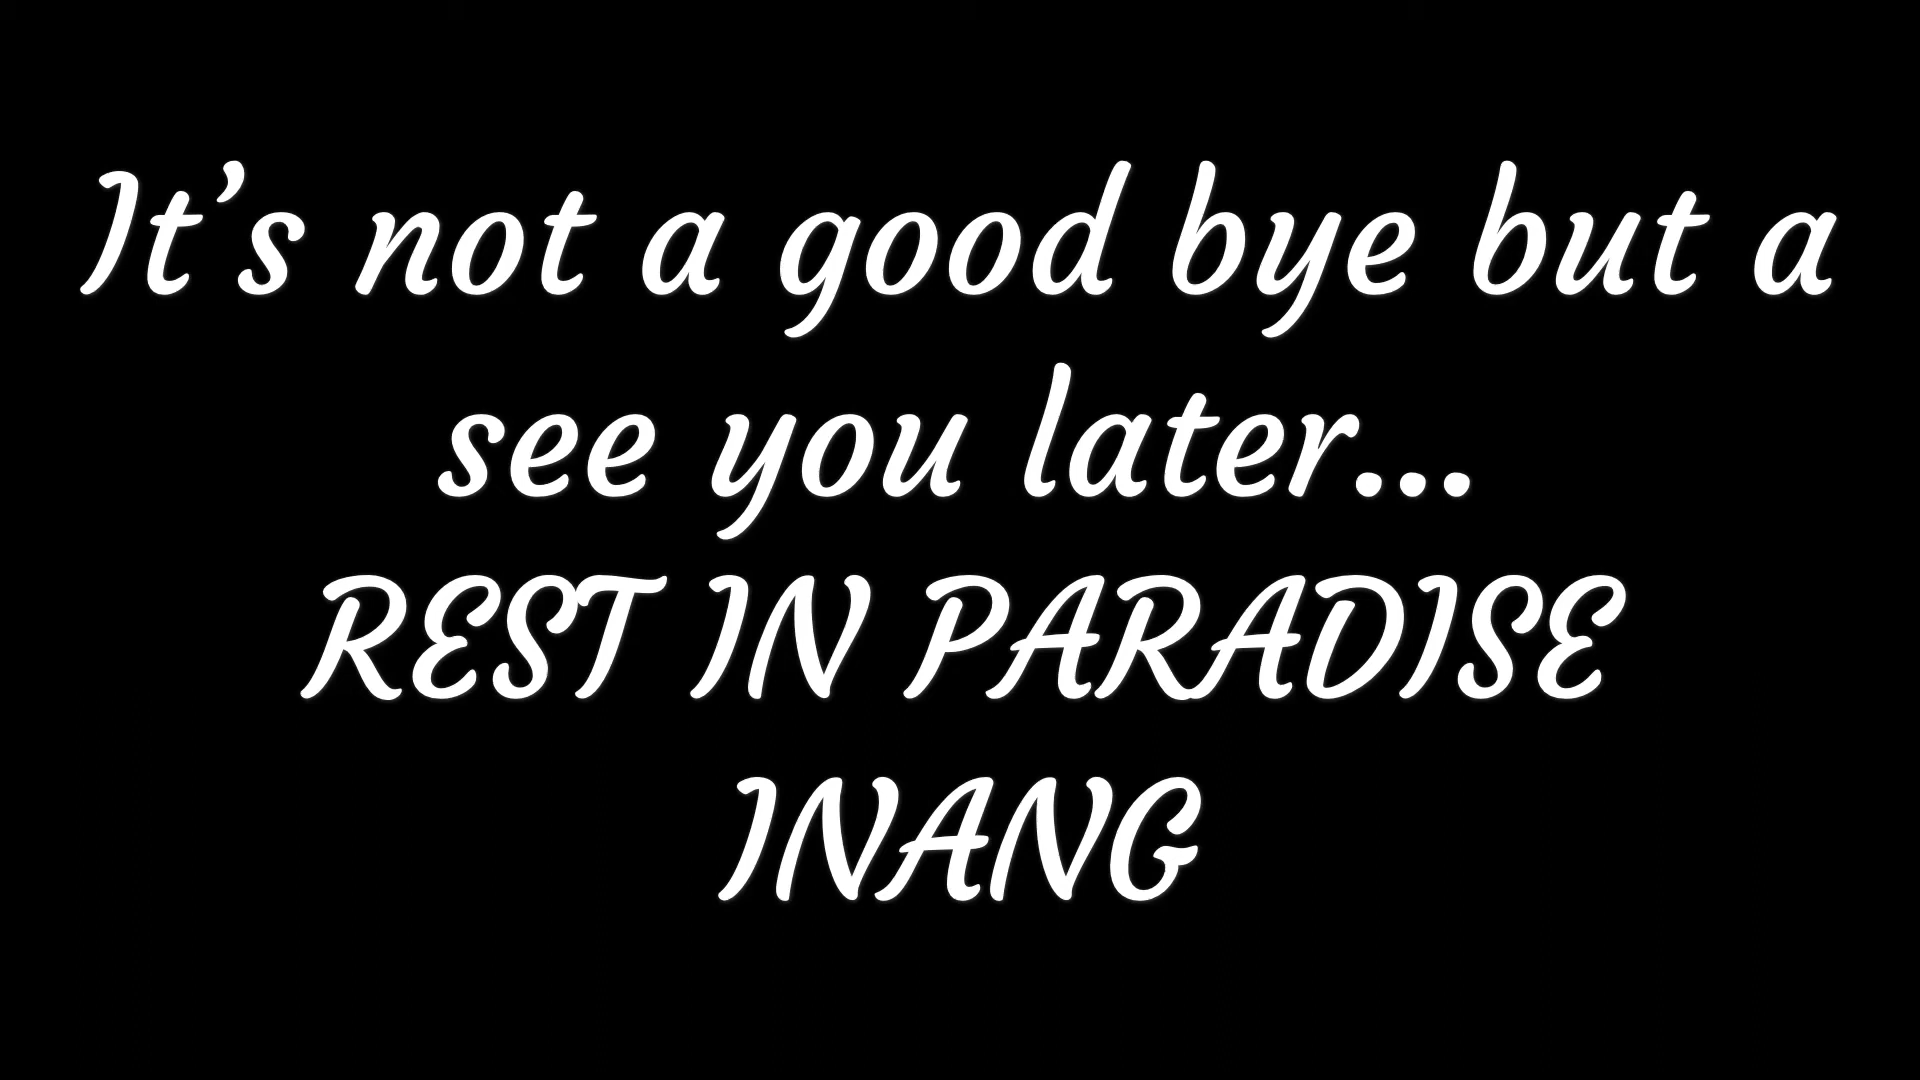 It’s not a good bye but a
see you later...
REST IN PARADISE
INANG